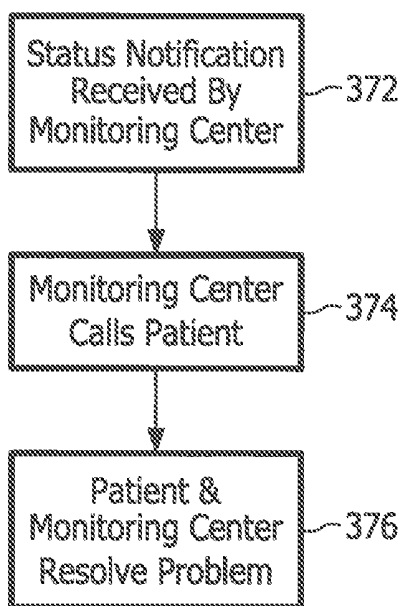 Status Notification
Received By
Monitoring Center
372
Monitoring Center
Calls Patient
374
Patient &
Monitoring Center
Resolve Problem
376